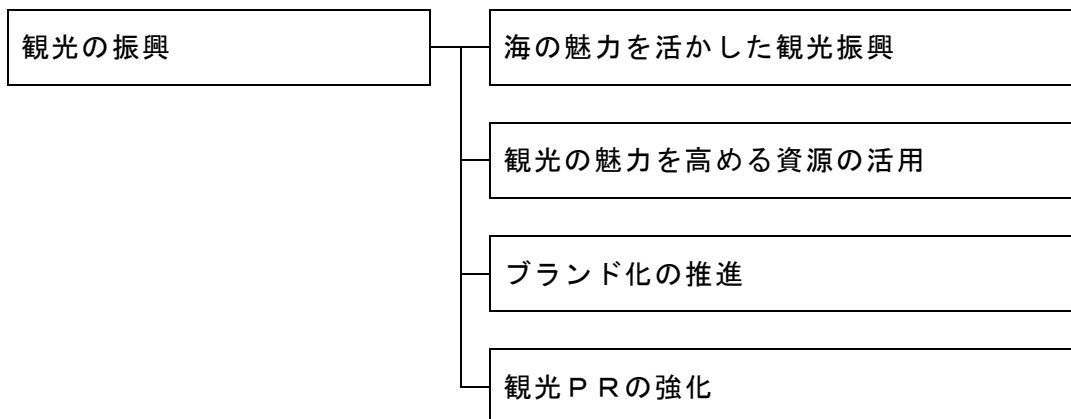 観光の振興
海の魅力を活かした観光振興
観光の魅力を高める資源の活用
ブランド化の推進
観光ＰＲの強化